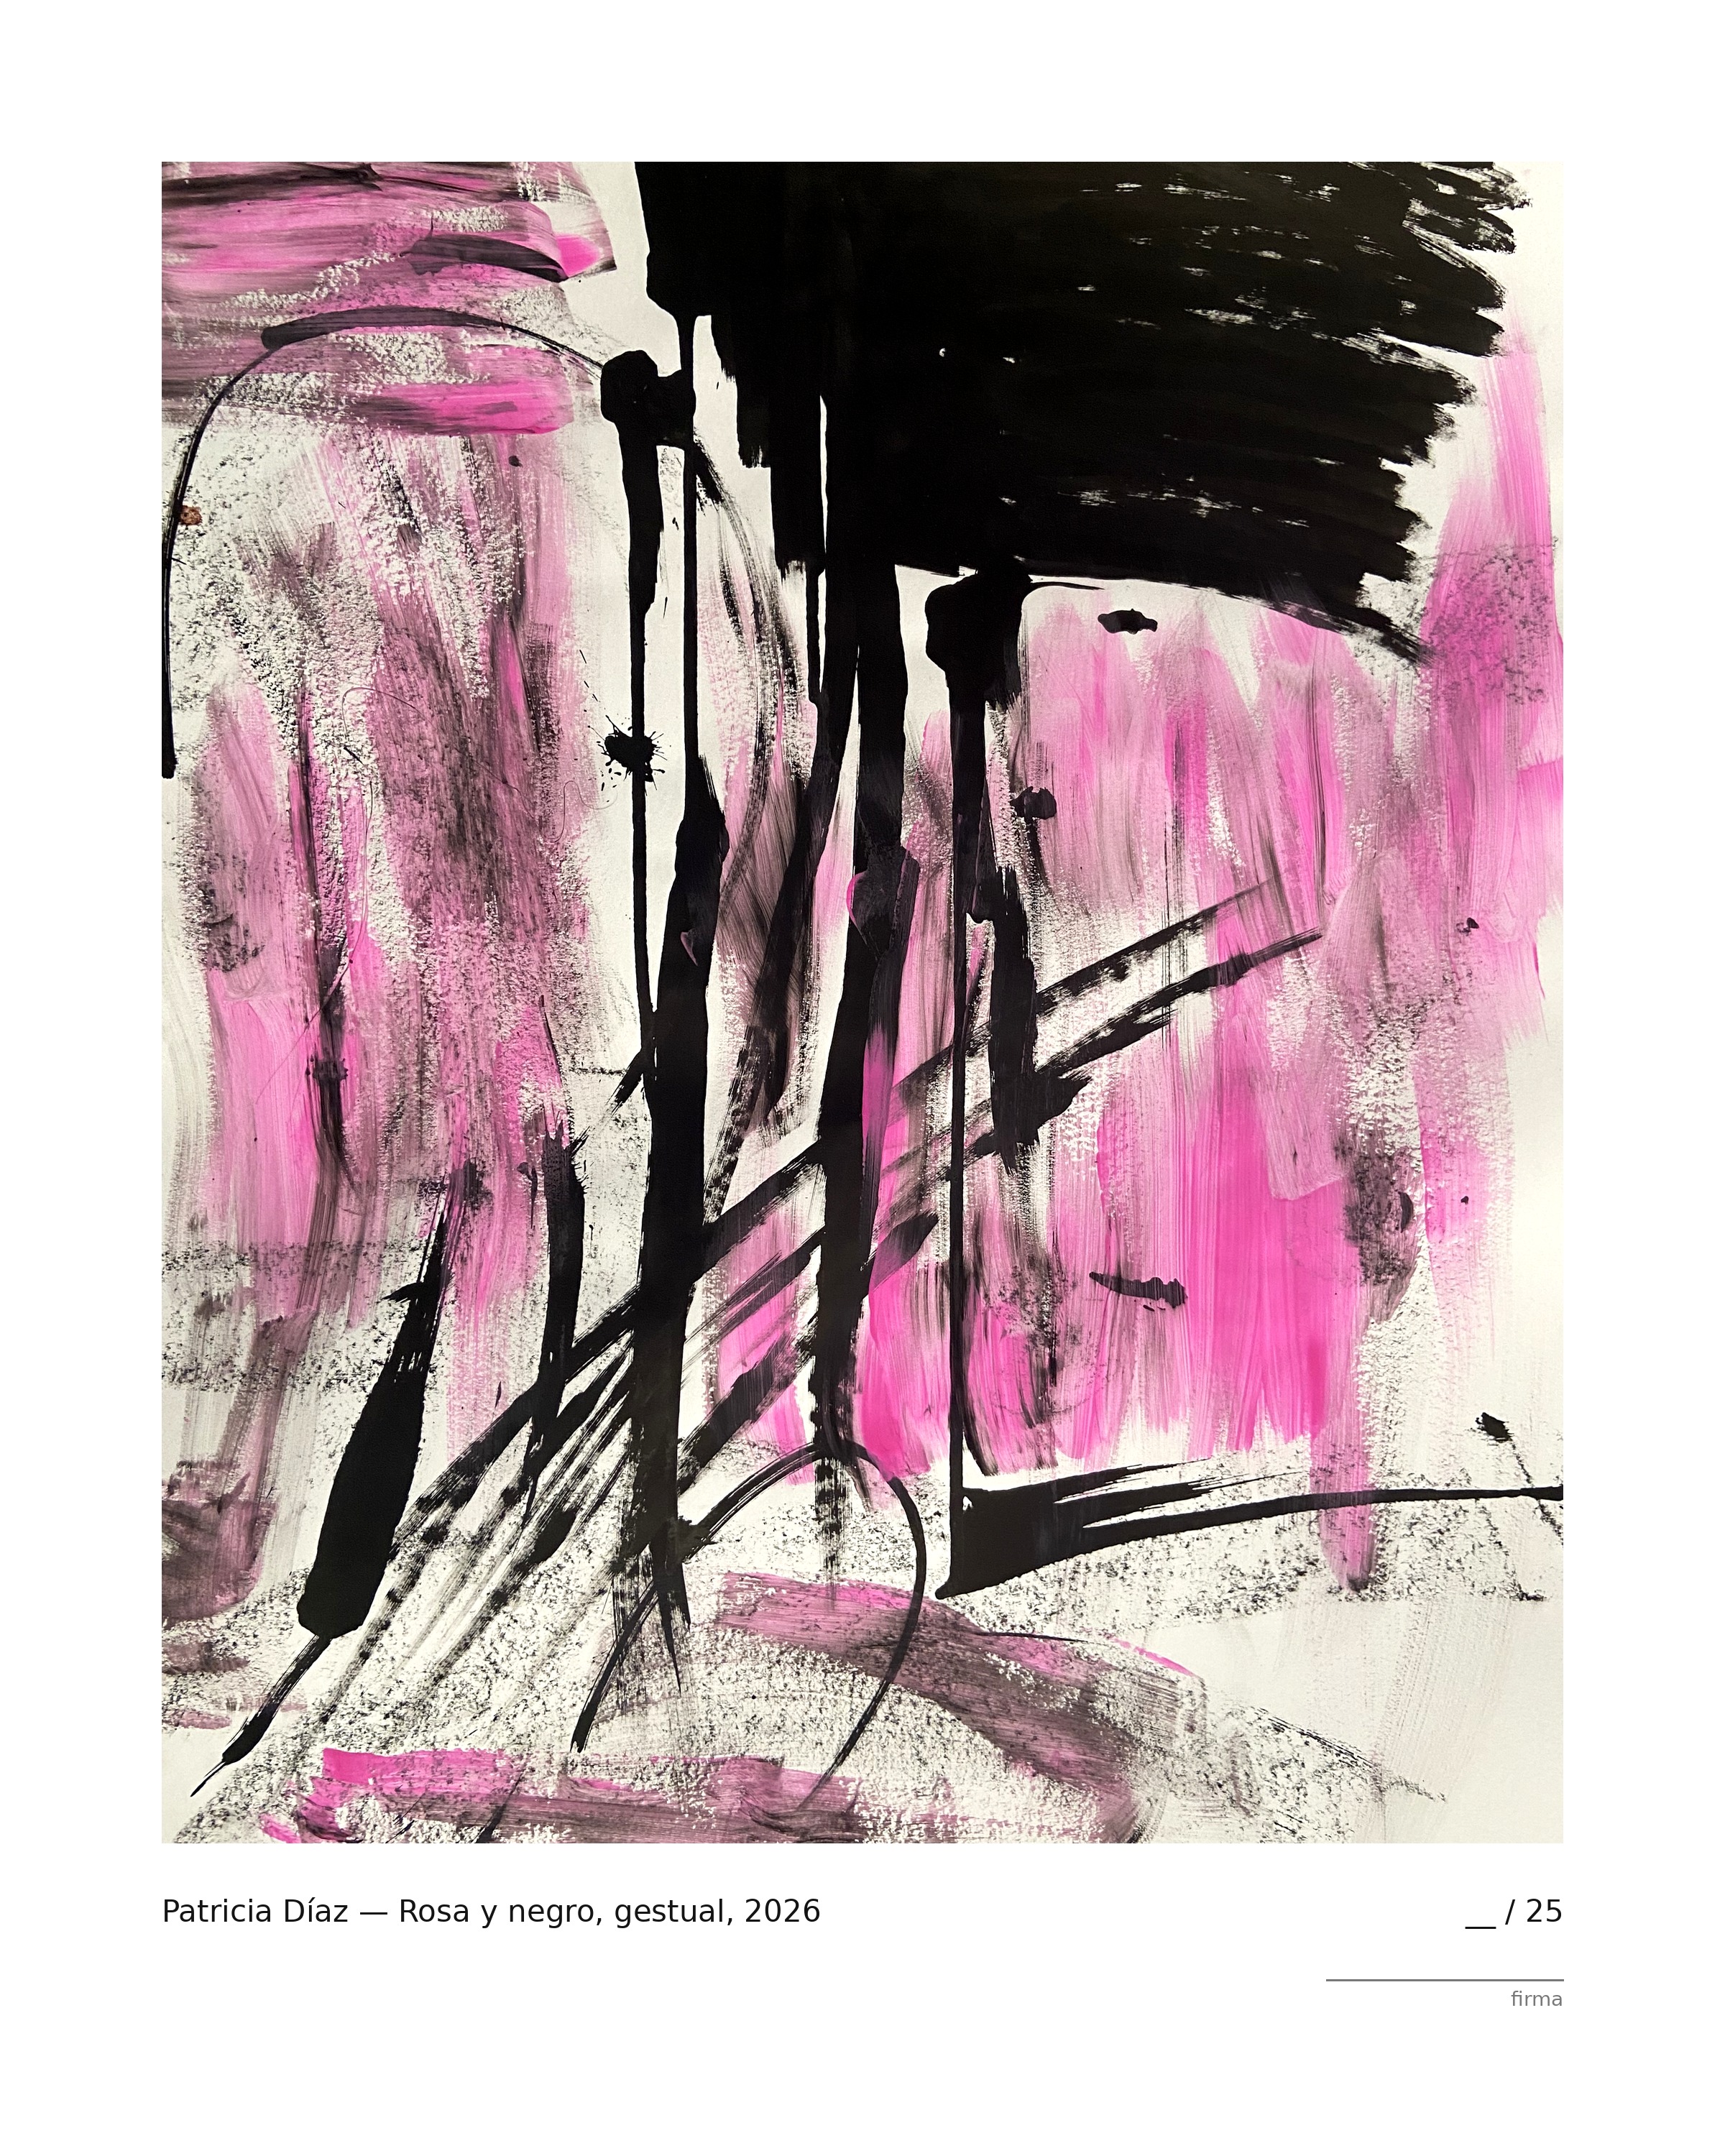 Patricia Díaz — Rosa y negro, gestual, 2026
__ / 25
firma